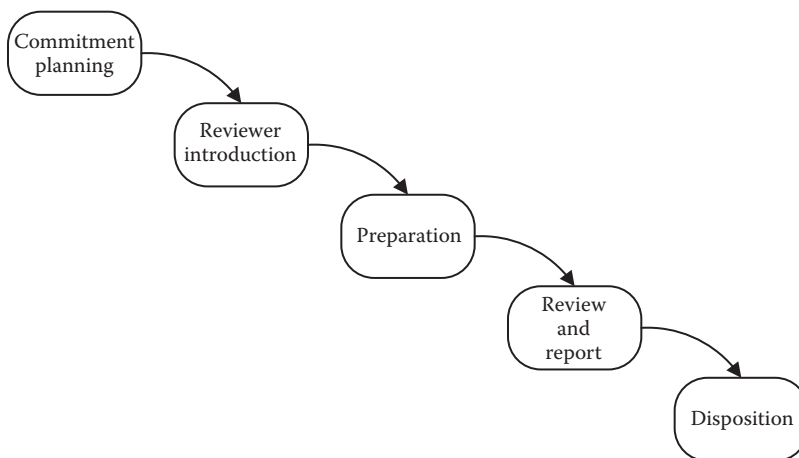 Commitment
planning
Reviewer
introduction
Preparation
Review
and
report
Disposition